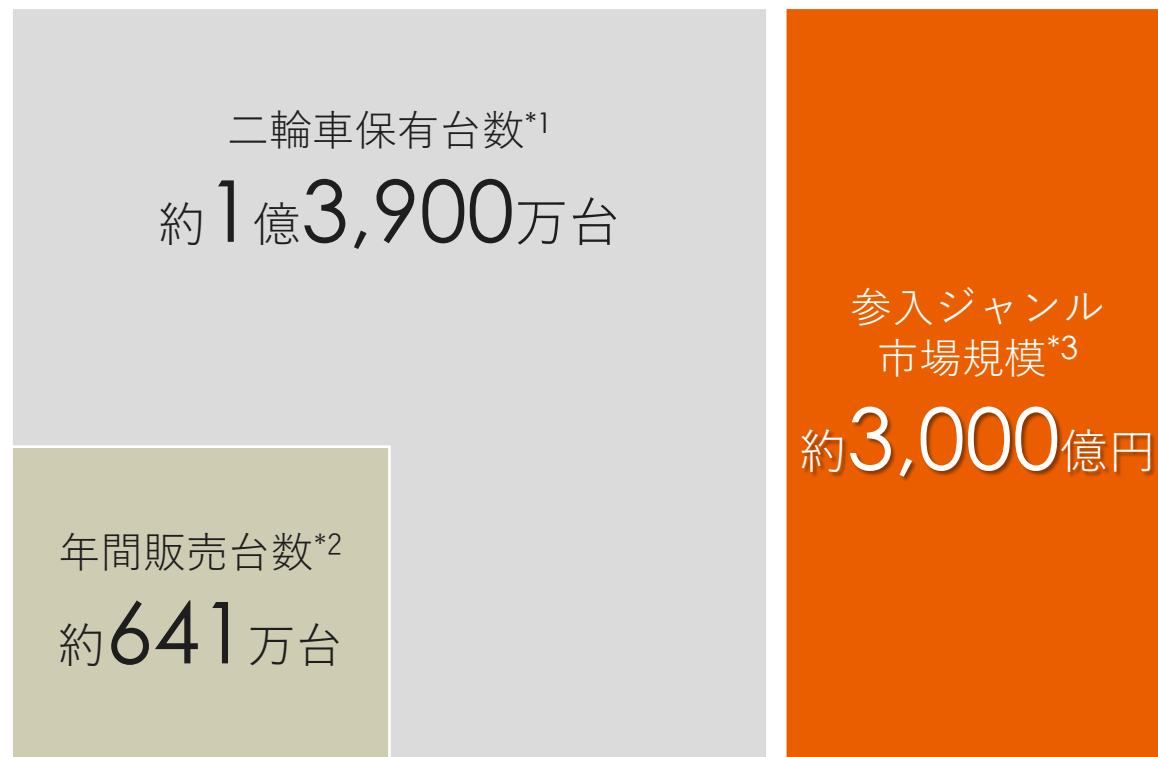 二輪車保有台数*1
約1億3,900万台
年間販売台数*2
約641万台
参入ジャンル
市場規模*3
約3,000億円